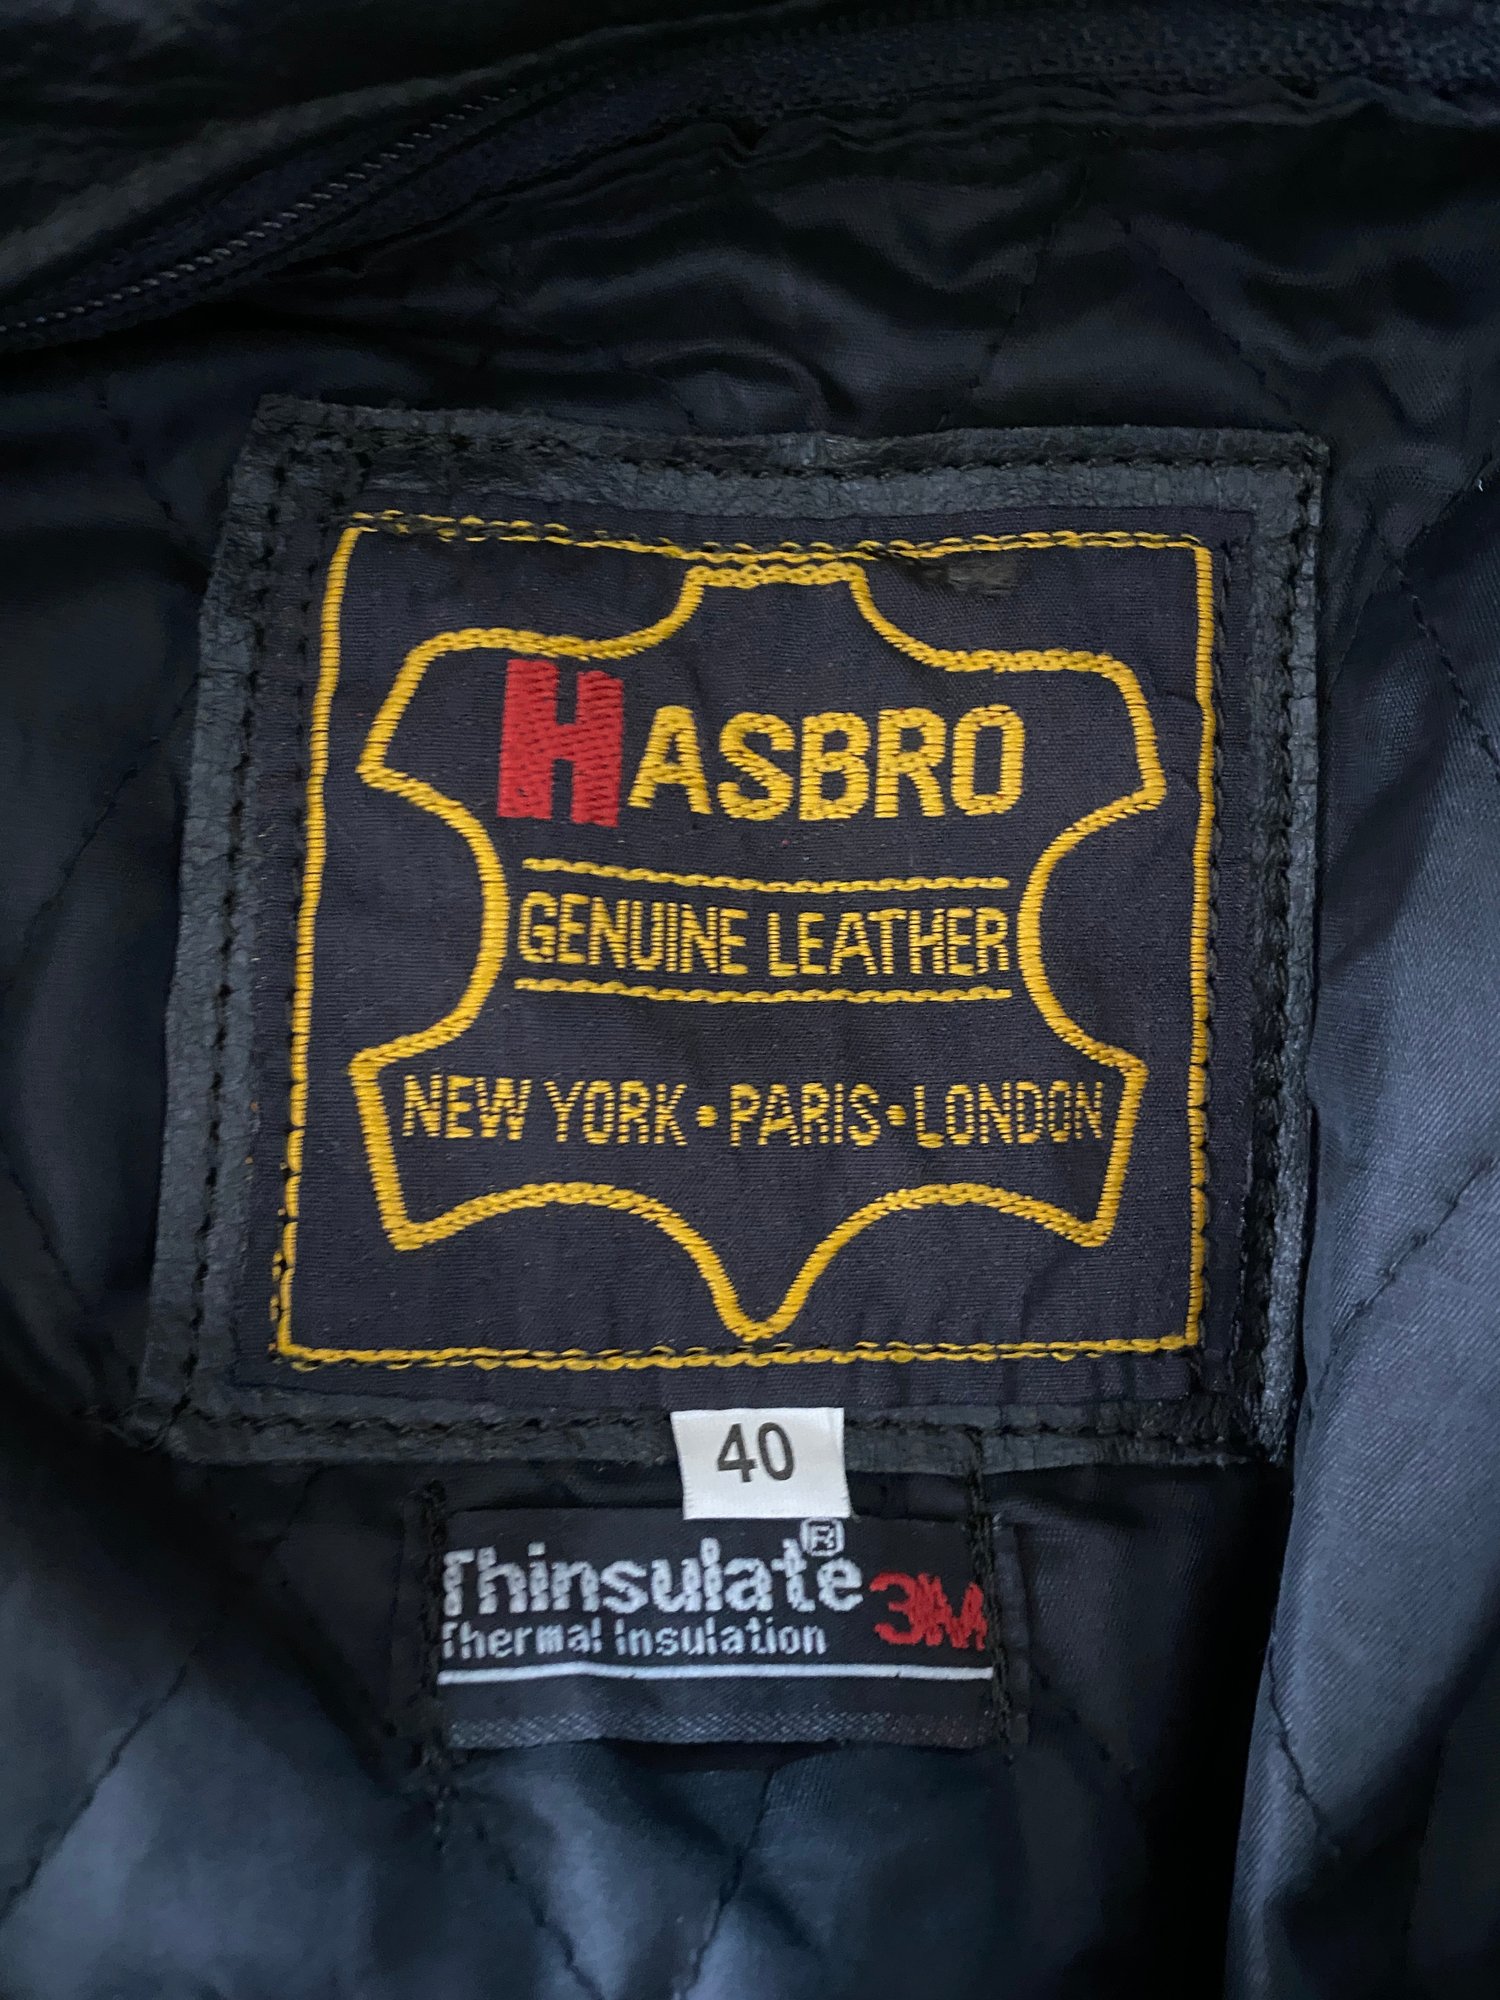 HASBRO
GENUINE LEATHER
NEW YORK • PARIS • LONDON
40
Thinsulate® 3M
Thermal Insulation